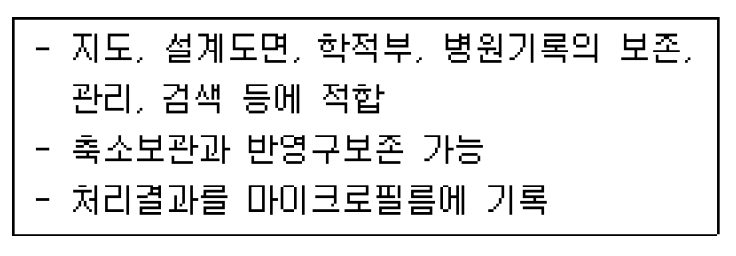 - 지도, 설계도면, 학적부, 병원기록의 보존,
관리, 검색 등에 적합
- 축소보관과 반영구보존 가능
- 처리결과를 마이크로필름에 기록